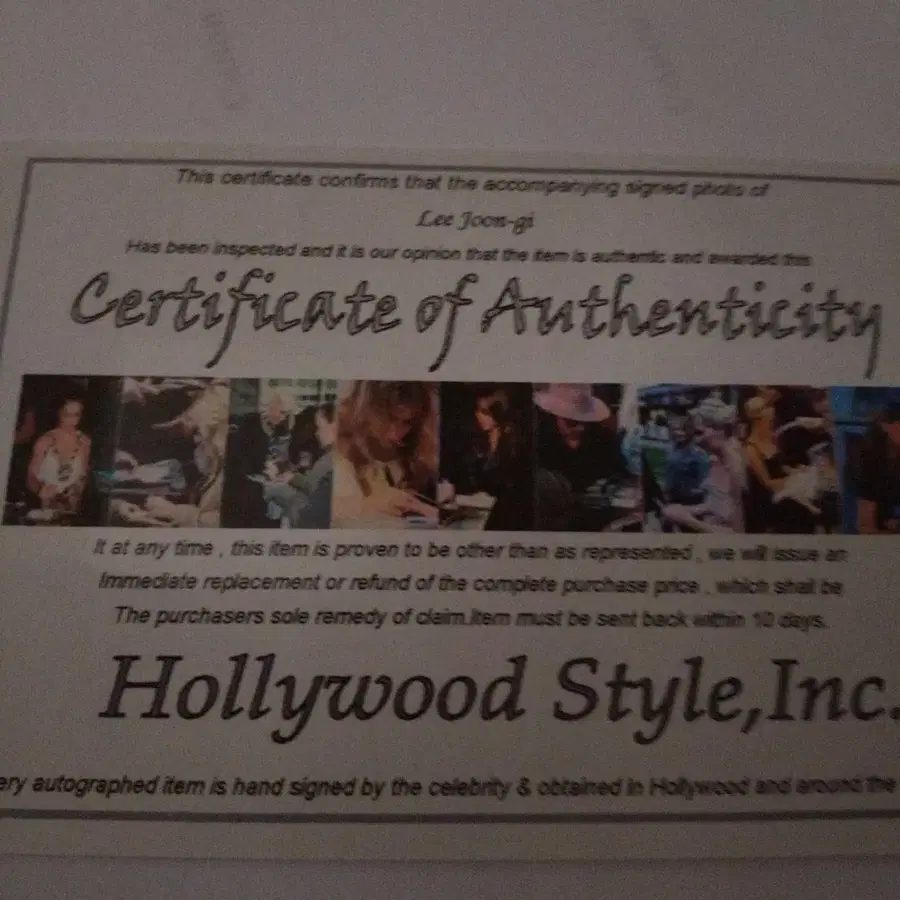 This certificate confirms that the accompanying signed photo of
Lee Joon-gi
Has been inspected and it is our opinion that the item is authentic and awarded this
Certificate of Authenticity
It at any time , this item is proven to be other than as represented , we will issue an
Immediate replacement or refund of the complete purchase price , which shall be
The purchasers sole remedy of claim.Item must be sent back within 10 days.
Hollywood Style,Inc.
ery autographed item is hand signed by the celebrity & obtained in Hollywood and around the